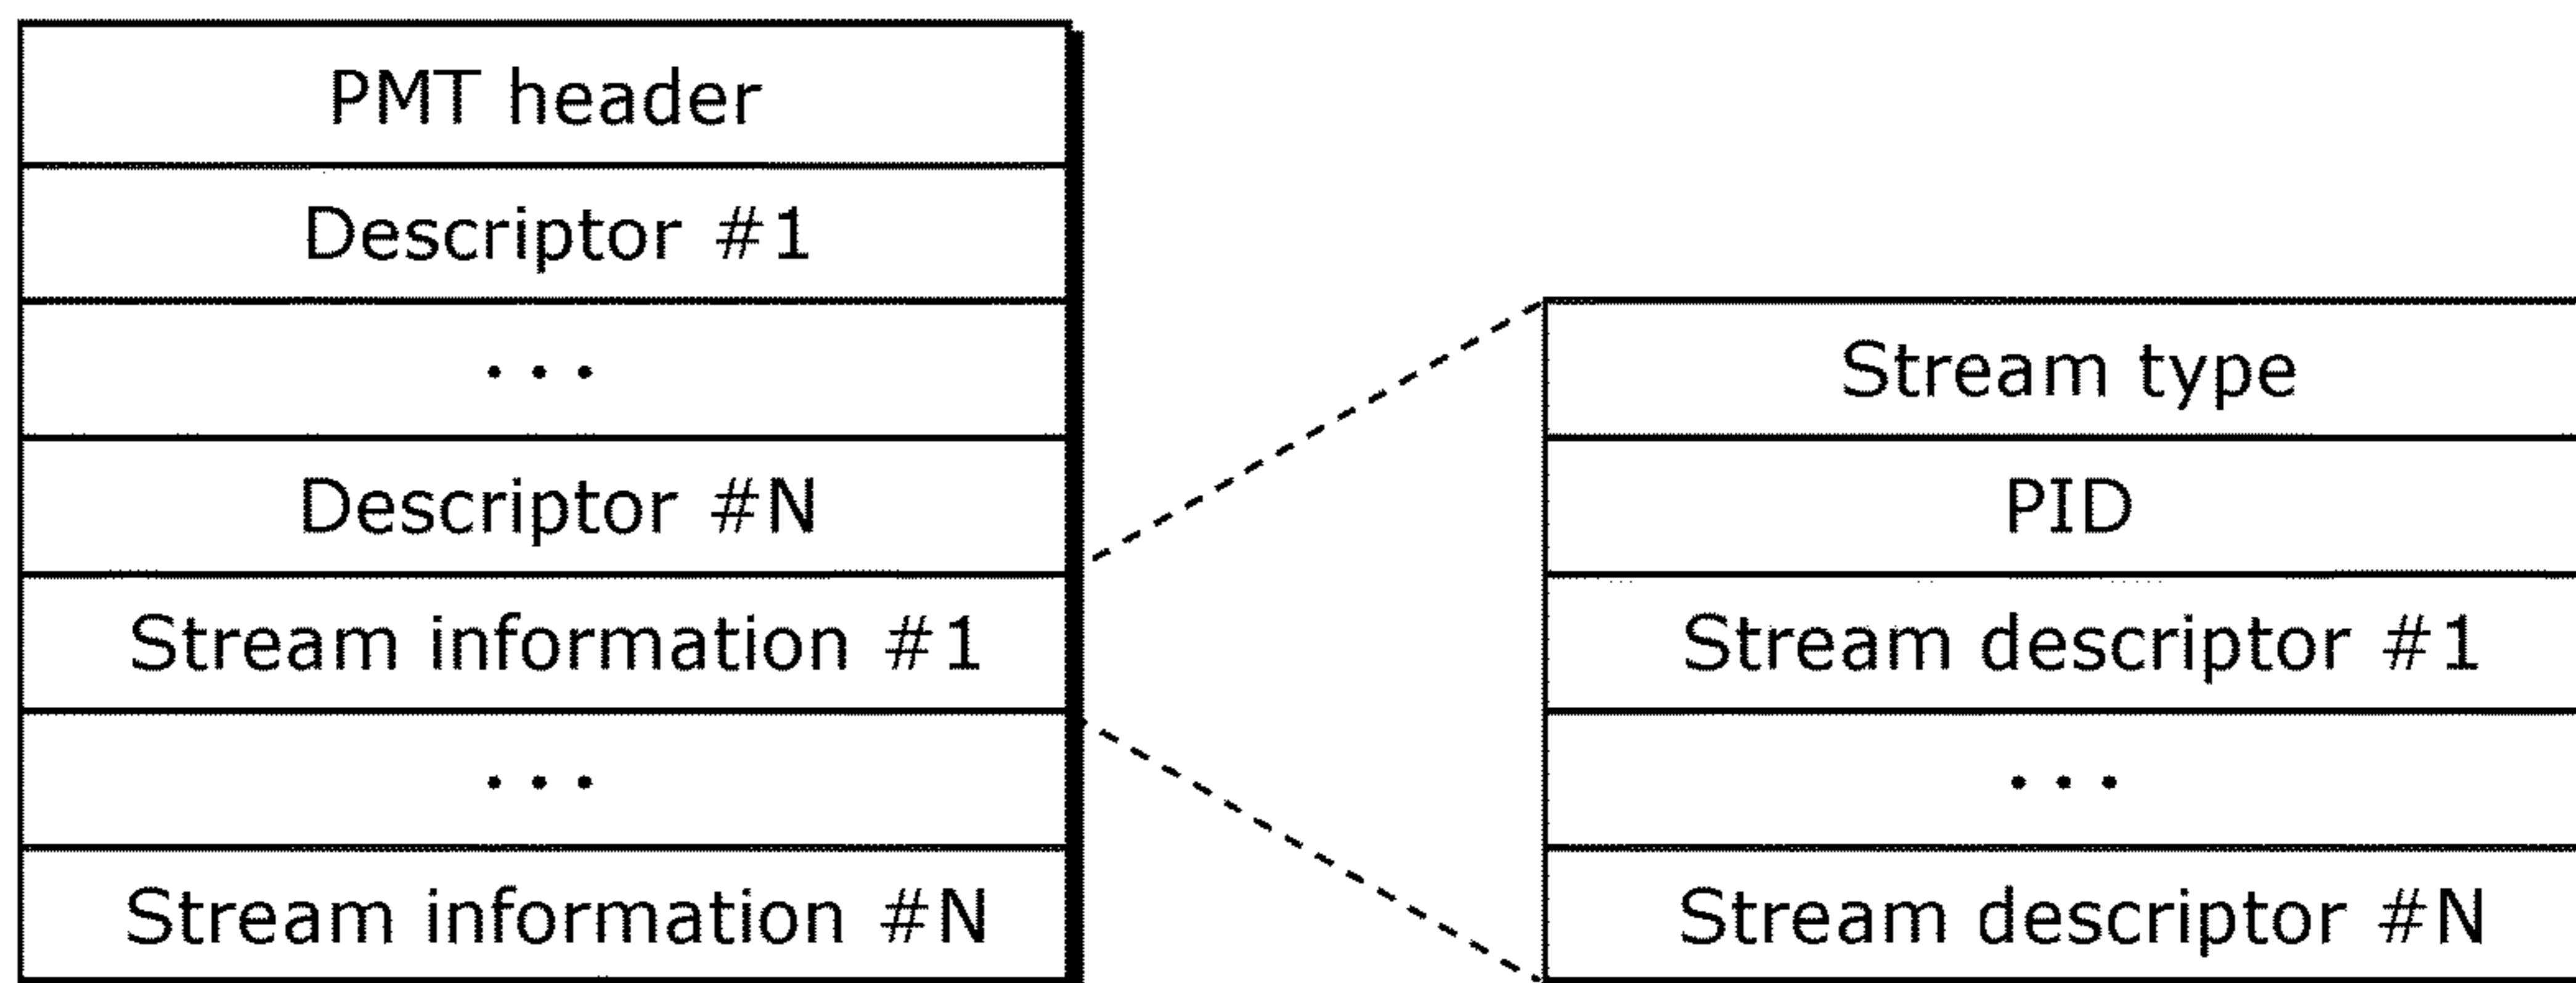 PMT header
Descriptor #1
...
Descriptor #N
Stream information #1
...
Stream information #N
Stream type
PID
Stream descriptor #1
...
Stream descriptor #N